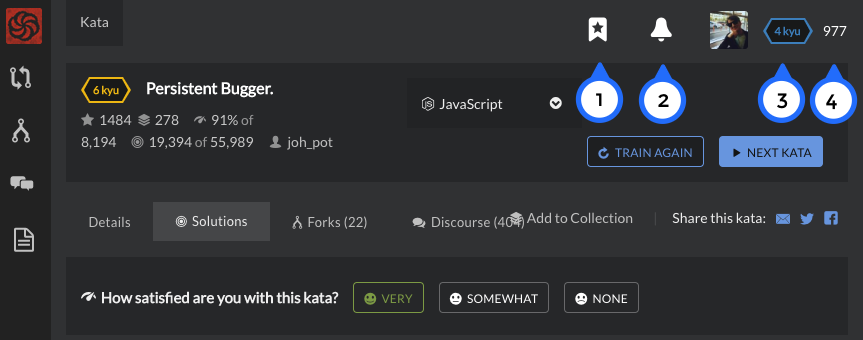 Kata
4 kyu 977
1 2 3 4
6 kyu Persistent Bugger.
JavaScript
1484 278 91% of
8,194 19,394 of 55,989 joh_pot
TRAIN AGAIN NEXT KATA
Details Solutions Forks (22) Discourse (404) Add to Collection Share this kata:
How satisfied are you with this kata? VERY SOMEWHAT NONE